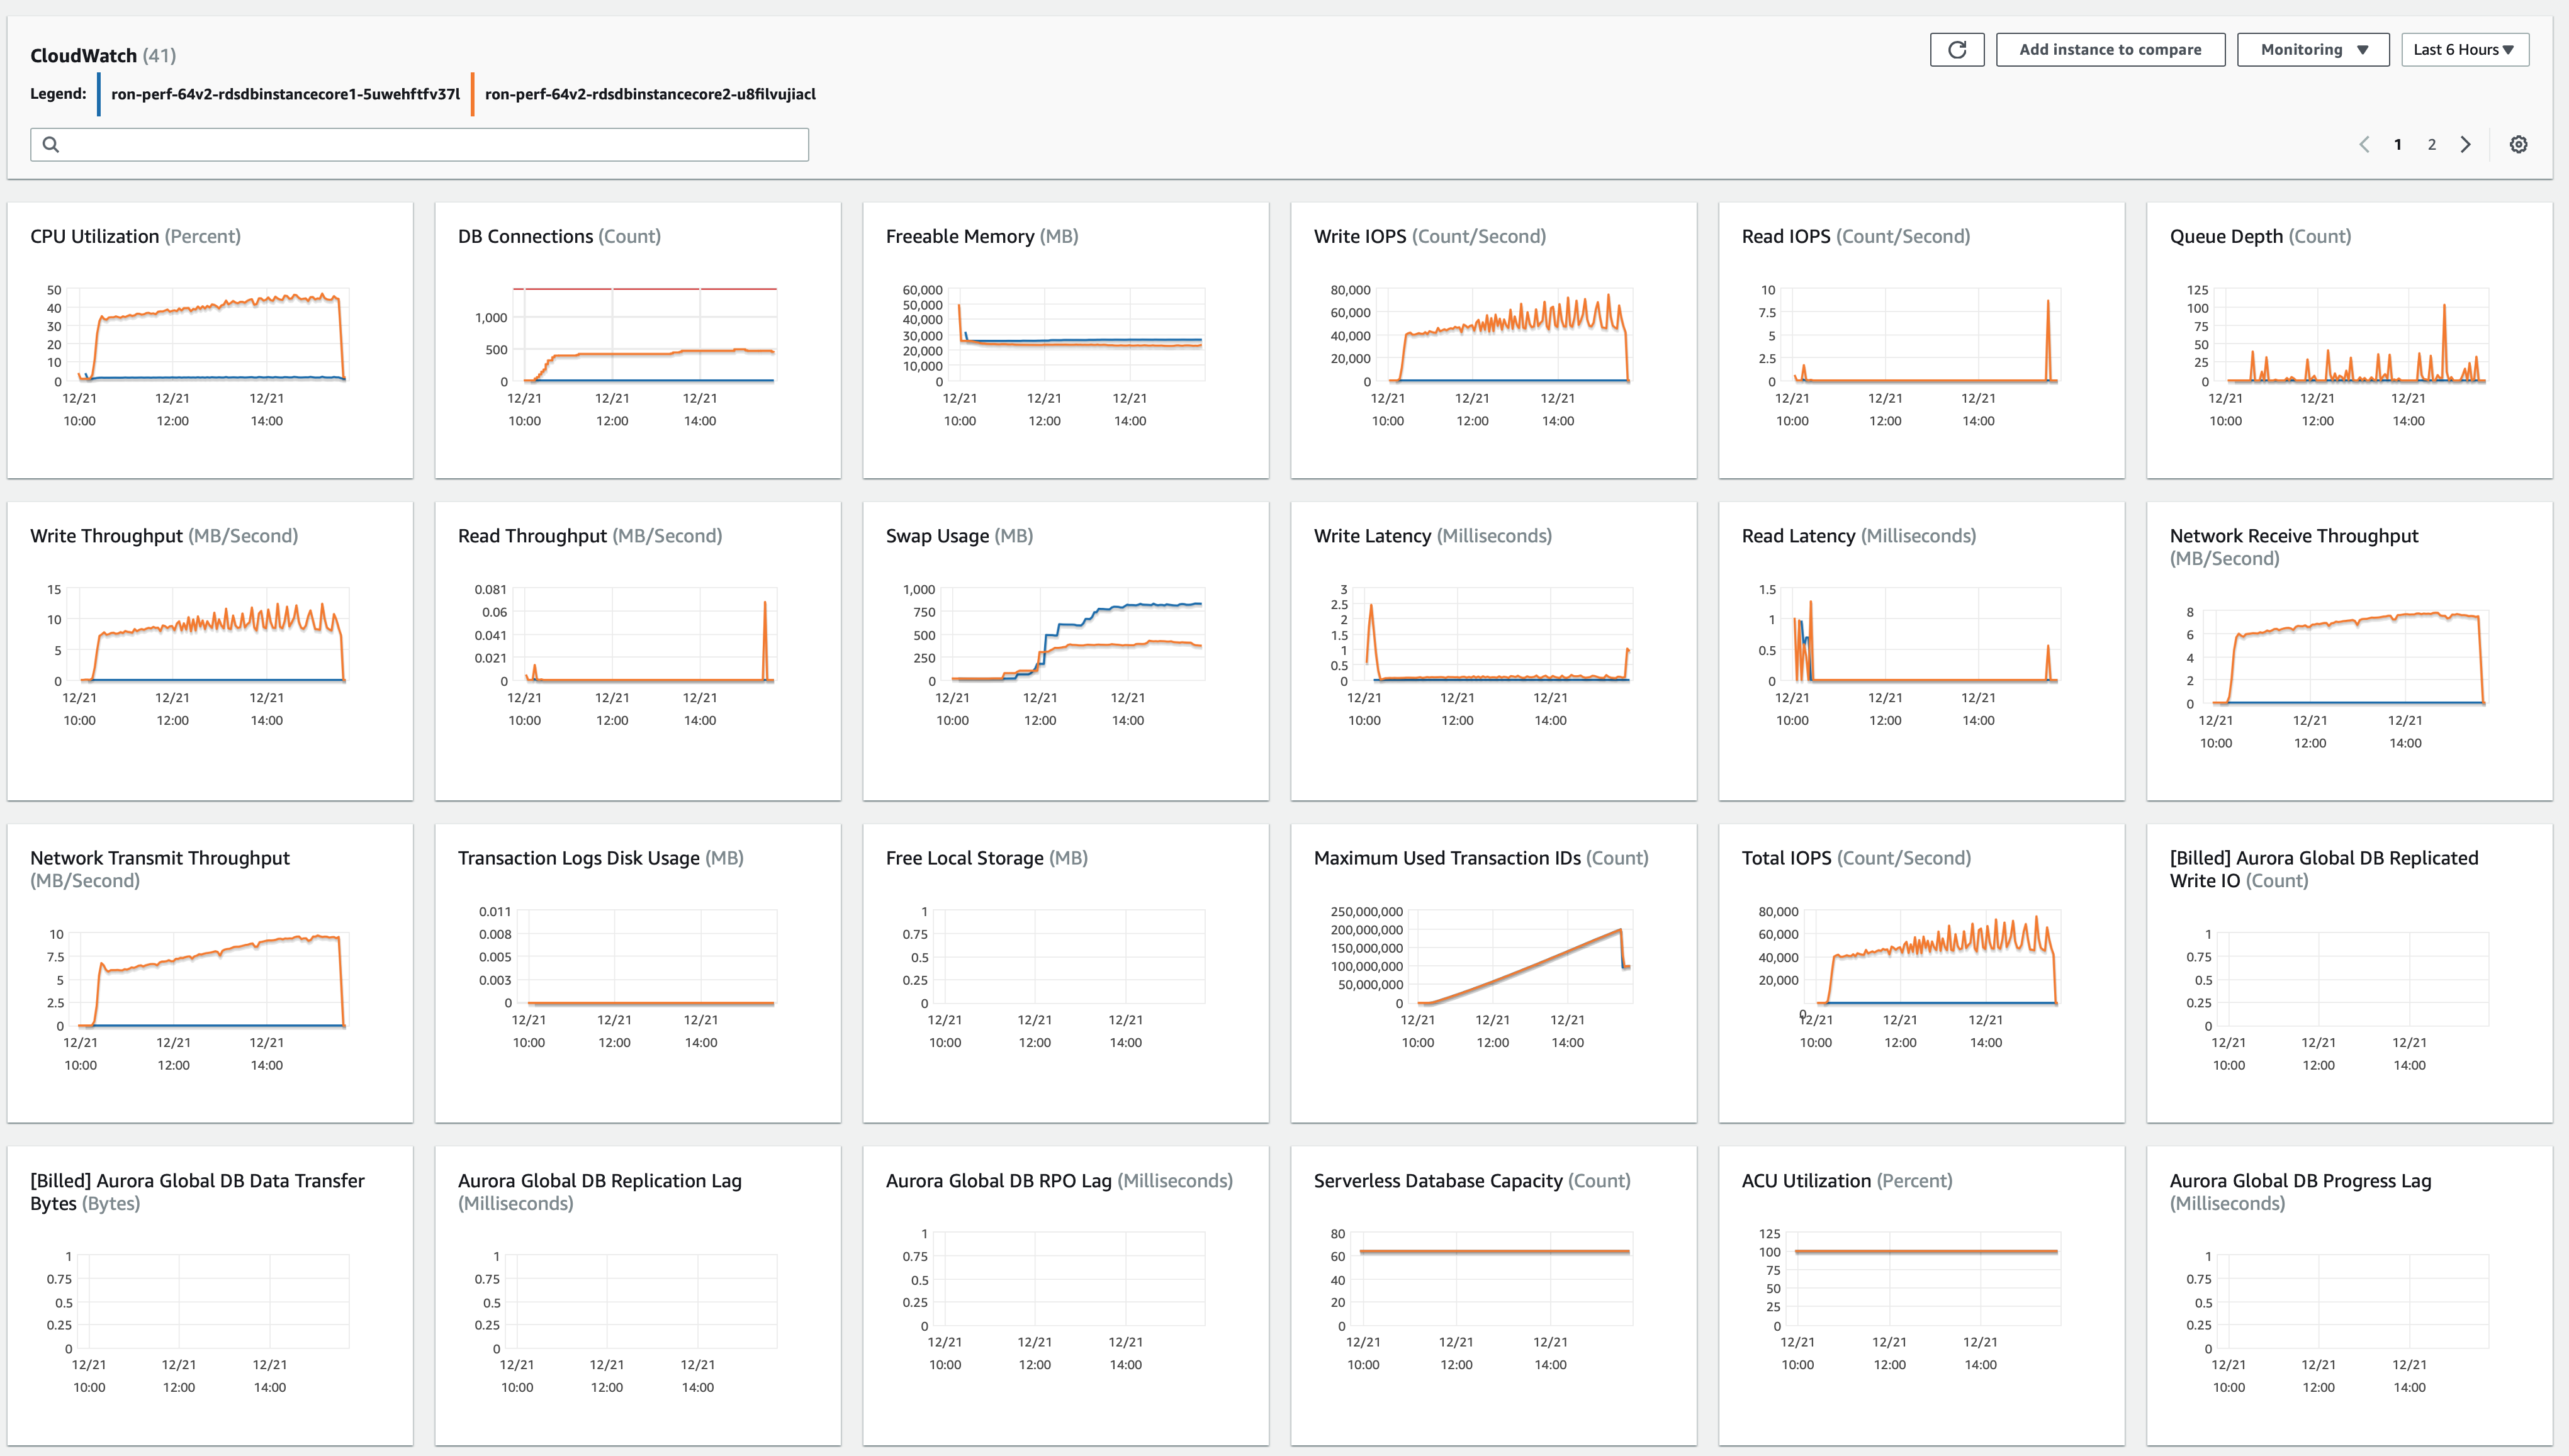 CloudWatch (41)
Add instance to compare
Monitoring
Last 6 Hours
Legend:
ron-perf-64v2-rdsdbinstancecore1-5uwehftfv37l
ron-perf-64v2-rdsdbinstancecore2-u8filvujiacl
1
2
CPU Utilization (Percent)
50
40
30
20
10
0
12/21 12/21 12/21
10:00 12:00 14:00
DB Connections (Count)
1,000
500
0
12/21 12/21 12/21
10:00 12:00 14:00
Freeable Memory (MB)
60,000
50,000
40,000
30,000
20,000
10,000
0
12/21 12/21 12/21
10:00 12:00 14:00
Write IOPS (Count/Second)
80,000
60,000
40,000
20,000
0
12/21 12/21 12/21
10:00 12:00 14:00
Read IOPS (Count/Second)
10
7.5
5
2.5
0
12/21 12/21 12/21
10:00 12:00 14:00
Queue Depth (Count)
125
100
75
50
25
0
12/21 12/21 12/21
10:00 12:00 14:00
Write Throughput (MB/Second)
15
10
5
0
12/21 12/21 12/21
10:00 12:00 14:00
Read Throughput (MB/Second)
0.081
0.06
0.041
0.021
0
12/21 12/21 12/21
10:00 12:00 14:00
Swap Usage (MB)
1,000
750
500
250
0
12/21 12/21 12/21
10:00 12:00 14:00
Write Latency (Milliseconds)
3
2.5
2
1.5
1
0.5
0
12/21 12/21 12/21
10:00 12:00 14:00
Read Latency (Milliseconds)
1.5
1
0.5
0
12/21 12/21 12/21
10:00 12:00 14:00
Network Receive Throughput
(MB/Second)
8
6
4
2
0
12/21 12/21 12/21
10:00 12:00 14:00
Network Transmit Throughput
(MB/Second)
10
7.5
5
2.5
0
12/21 12/21 12/21
10:00 12:00 14:00
Transaction Logs Disk Usage (MB)
0.011
0.008
0.005
0.003
0
12/21 12/21 12/21
10:00 12:00 14:00
Free Local Storage (MB)
1
0.75
0.5
0.25
0
12/21 12/21 12/21
10:00 12:00 14:00
Maximum Used Transaction IDs (Count)
250,000,000
200,000,000
150,000,000
100,000,000
50,000,000
0
12/21 12/21 12/21
10:00 12:00 14:00
Total IOPS (Count/Second)
80,000
60,000
40,000
20,000
0
12/21 12/21 12/21
10:00 12:00 14:00
[Billed] Aurora Global DB Replicated
Write IO (Count)
1
0.75
0.5
0.25
0
12/21 12/21 12/21
10:00 12:00 14:00
[Billed] Aurora Global DB Data Transfer
Bytes (Bytes)
1
0.75
0.5
0.25
0
12/21 12/21 12/21
10:00 12:00 14:00
Aurora Global DB Replication Lag
(Milliseconds)
1
0.75
0.5
0.25
0
12/21 12/21 12/21
10:00 12:00 14:00
Aurora Global DB RPO Lag (Milliseconds)
1
0.75
0.5
0.25
0
12/21 12/21 12/21
10:00 12:00 14:00
Serverless Database Capacity (Count)
80
60
40
20
0
12/21 12/21 12/21
10:00 12:00 14:00
ACU Utilization (Percent)
125
100
75
50
25
0
12/21 12/21 12/21
10:00 12:00 14:00
Aurora Global DB Progress Lag
(Milliseconds)
1
0.75
0.5
0.25
0
12/21 12/21 12/21
10:00 12:00 14:00